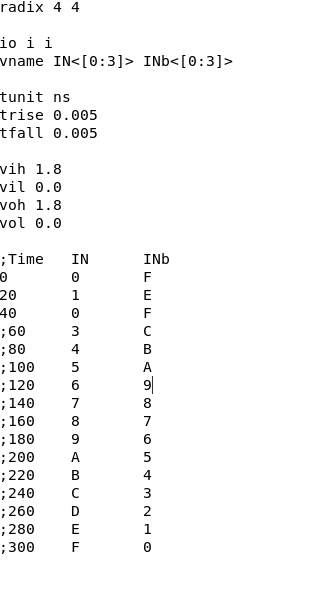 radix 4 4
io i i
vname IN<[0:3]> INb<[0:3]>
tunit ns
trise 0.005
tfall 0.005
vih 1.8
vil 0.0
voh 1.8
vol 0.0
;Time IN INb
0 0 F
20 1 E
40 0 F
;60 3 C
;80 4 B
;100 5 A
;120 6 9
;140 7 8
;160 8 7
;180 9 6
;200 A 5
;220 B 4
;240 C 3
;260 D 2
;280 E 1
;300 F 0